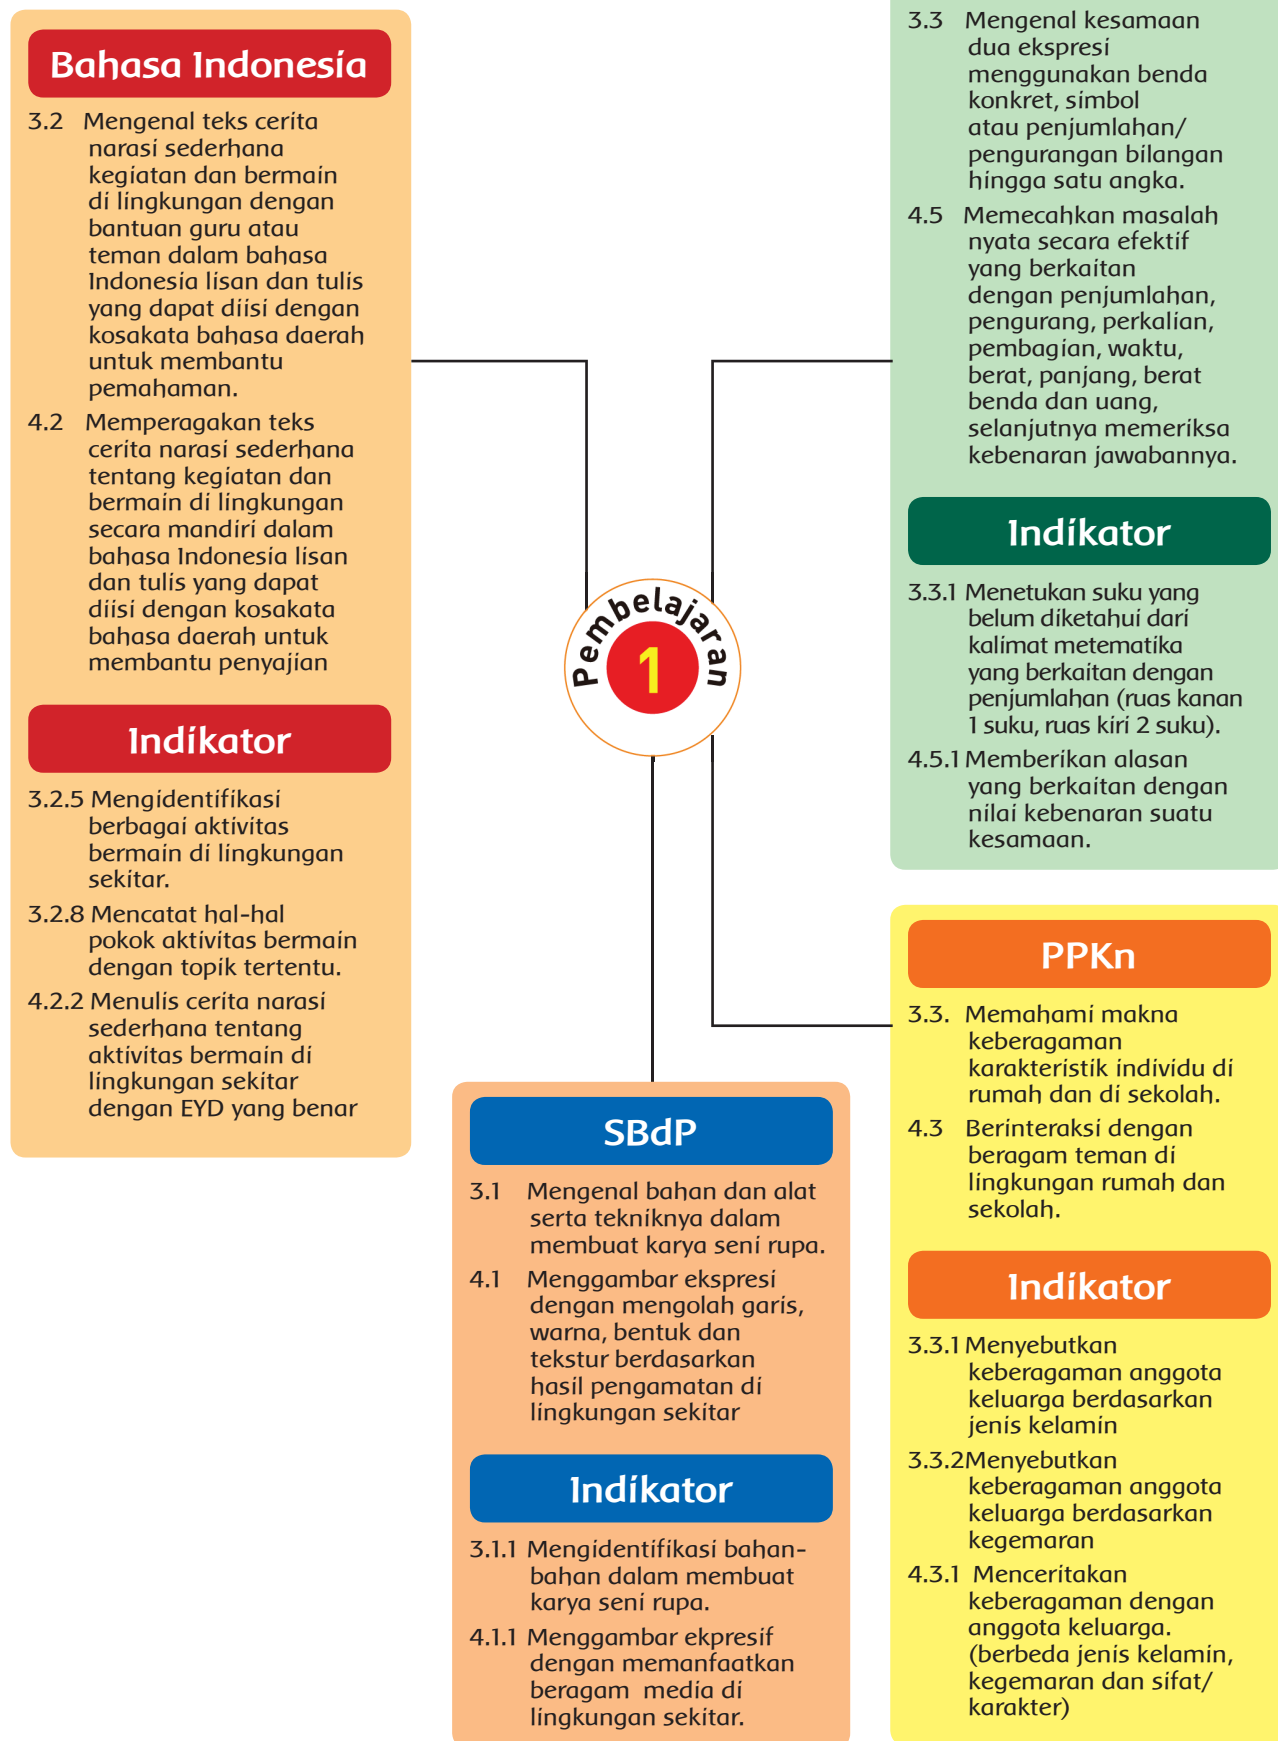 Bahasa Indonesia
3.2 Mengenal teks cerita
narasi sederhana
kegiatan dan bermain
di lingkungan dengan
bantuan guru atau
teman dalam bahasa
Indonesia lisan dan tulis
yang dapat diisi dengan
kosakata bahasa daerah
untuk membantu
pemahaman.
4.2 Memperagakan teks
cerita narasi sederhana
tentang kegiatan dan
bermain di lingkungan
secara mandiri dalam
bahasa Indonesia lisan
dan tulis yang dapat
diisi dengan kosakata
bahasa daerah untuk
membantu penyajian
Indikator
3.2.5 Mengidentifikasi
berbagai aktivitas
bermain di lingkungan
sekitar.
3.2.8 Mencatat hal-hal
pokok aktivitas bermain
dengan topik tertentu.
4.2.2 Menulis cerita narasi
sederhana tentang
aktivitas bermain di
lingkungan sekitar
dengan EYD yang benar
Pembelajaran
1
3.3 Mengenal kesamaan
dua ekspresi
menggunakan benda
konkret, simbol
atau penjumlahan/
pengurangan bilangan
hingga satu angka.
4.5 Memecahkan masalah
nyata secara efektif
yang berkaitan
dengan penjumlahan,
pengurang, perkalian,
pembagian, waktu,
berat, panjang, berat
benda dan uang,
selanjutnya memeriksa
kebenaran jawabannya.
Indikator
3.3.1 Menetukan suku yang
belum diketahui dari
kalimat metematika
yang berkaitan dengan
penjumlahan (ruas kanan
1 suku, ruas kiri 2 suku).
4.5.1 Memberikan alasan
yang berkaitan dengan
nilai kebenaran suatu
kesamaan.
SBdP
3.1 Mengenal bahan dan alat
serta tekniknya dalam
membuat karya seni rupa.
4.1 Menggambar ekspresi
dengan mengolah garis,
warna, bentuk dan
tekstur berdasarkan
hasil pengamatan di
lingkungan sekitar
Indikator
3.1.1 Mengidentifikasi bahan-
bahan dalam membuat
karya seni rupa.
4.1.1 Menggambar ekpresif
dengan memanfaatkan
beragam media di
lingkungan sekitar.
PPKn
3.3. Memahami makna
keberagaman
karakteristik individu di
rumah dan di sekolah.
4.3 Berinteraksi dengan
beragam teman di
lingkungan rumah dan
sekolah.
Indikator
3.3.1 Menyebutkan
keberagaman anggota
keluarga berdasarkan
jenis kelamin
3.3.2Menyebutkan
keberagaman anggota
keluarga berdasarkan
kegemaran
4.3.1 Menceritakan
keberagaman dengan
anggota keluarga.
(berbeda jenis kelamin,
kegemaran dan sifat/
karakter)